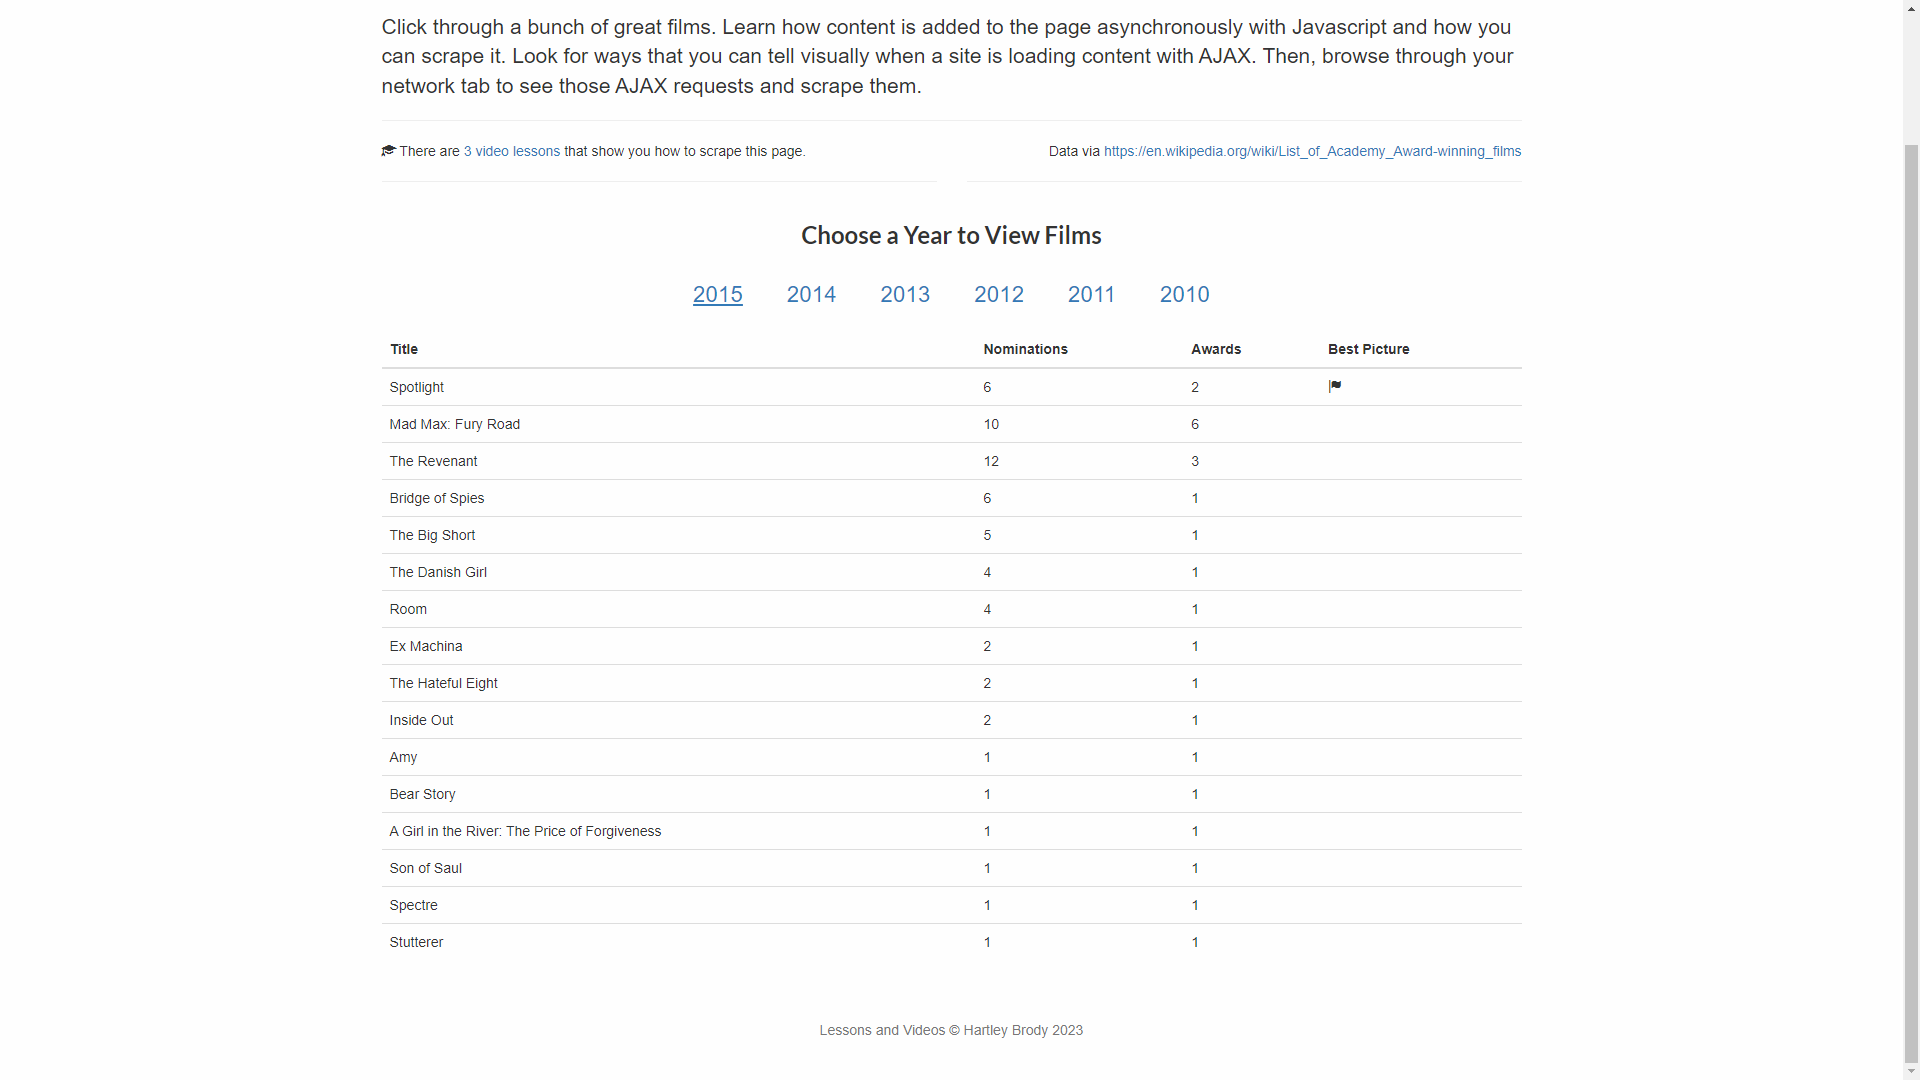 Click through a bunch of great films. Learn how content is added to the page asynchronously with Javascript and how you
can scrape it. Look for ways that you can tell visually when a site is loading content with AJAX. Then, browse through your
network tab to see those AJAX requests and scrape them.
There are 3 video lessons that show you how to scrape this page.
Data via https://en.wikipedia.org/wiki/List_of_Academy_Award-winning_films
Choose a Year to View Films
2015 2014 2013 2012 2011 2010
Title Nominations Awards Best Picture
Spotlight 6 2
Mad Max: Fury Road 10 6
The Revenant 12 3
Bridge of Spies 6 1
The Big Short 5 1
The Danish Girl 4 1
Room 4 1
Ex Machina 2 1
The Hateful Eight 2 1
Inside Out 2 1
Amy 1 1
Bear Story 1 1
A Girl in the River: The Price of Forgiveness 1 1
Son of Saul 1 1
Spectre 1 1
Stutterer 1 1
Lessons and Videos © Hartley Brody 2023